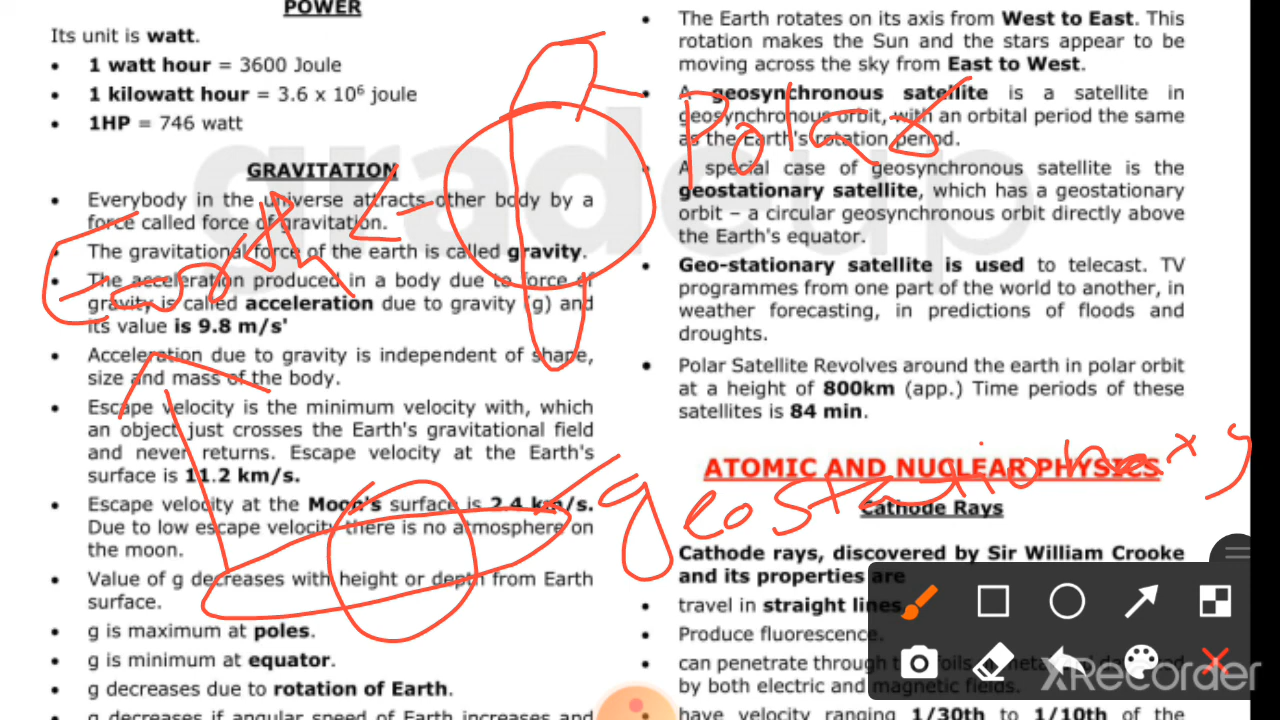 POWER
Its unit is watt.
• 1 watt hour = 3600 Joule
• 1 kilowatt hour = 3.6 x 10⁶ joule
• 1HP = 746 watt
GRAVITATION
• Everybody in the universe attracts other body by a
force called force of gravitation.
• The gravitational force of the earth is called gravity.
• The acceleration produced in a body due to force of
gravity is called acceleration due to gravity (g) and
its value is 9.8 m/s'
• Acceleration due to gravity is independent of shape,
size and mass of the body.
• Escape velocity is the minimum velocity with, which
an object just crosses the Earth's gravitational field
and never returns. Escape velocity at the Earth's
surface is 11.2 km/s.
• Escape velocity at the Moon's surface is 2.4 km/s.
Due to low escape velocity there is no atmosphere on
the moon.
• Value of g decreases with height or depth from Earth
surface.
• g is maximum at poles.
• g is minimum at equator.
• g decreases due to rotation of Earth.
• g decreases if angular speed of Earth increases and
• The Earth rotates on its axis from West to East. This
rotation makes the Sun and the stars appear to be
moving across the sky from East to West.
• A geosynchronous satellite is a satellite in
geosynchronous orbit, with an orbital period the same
as the Earth's rotation period.
• A special case of geosynchronous satellite is the
geostationary satellite, which has a geostationary
orbit – a circular geosynchronous orbit directly above
the Earth's equator.
• Geo-stationary satellite is used to telecast. TV
programmes from one part of the world to another, in
weather forecasting, in predictions of floods and
droughts.
• Polar Satellite Revolves around the earth in polar orbit
at a height of 800km (app.) Time periods of these
satellites is 84 min.
ATOMIC AND NUCLEAR PHYSICS
Cathode Rays
Cathode rays, discovered by Sir William Crooke
and its properties are
• travel in straight lines
• Produce fluorescence.
• can penetrate through
by both electric and magnetic fields.
• have velocity ranging 1/30th to 1/10th of the
gradeup
Earth
Polar
XRecorder